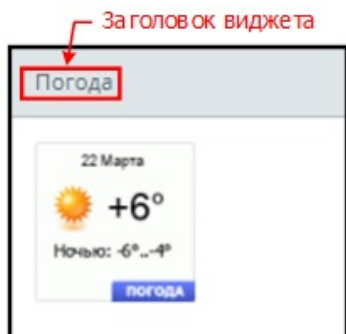 Заголовок виджета
Погода
22 Марта
+6°
Ночью: -6°..-4°
ПОГОДА